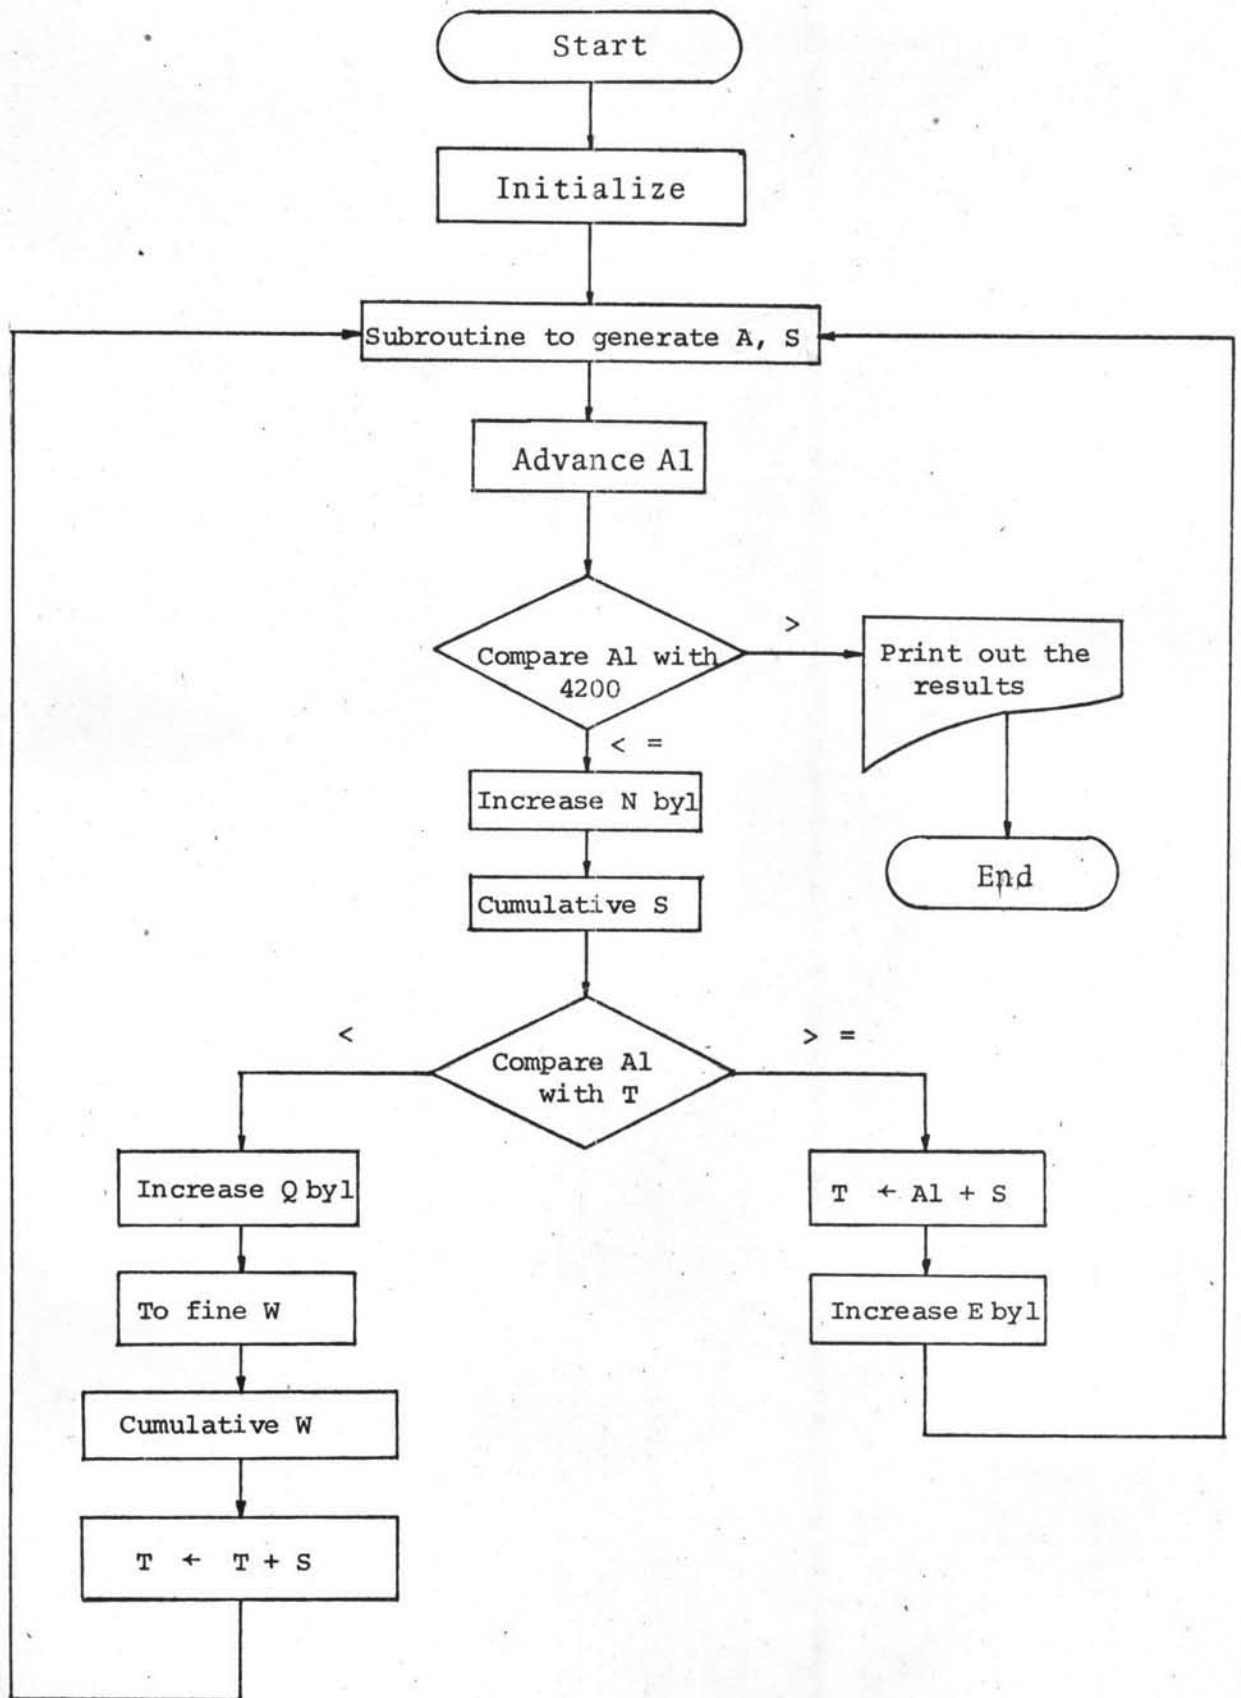 Start
Initialize
Subroutine to generate A, S
Advance A1
Compare A1 with
4200
>
Print out the
results
< =
Increase N by1
End
Cumulative S
<
> =
Compare A1
with T
Increase Q by1
T ← A1 + S
To fine W
Increase E by1
Cumulative W
T ← T + S